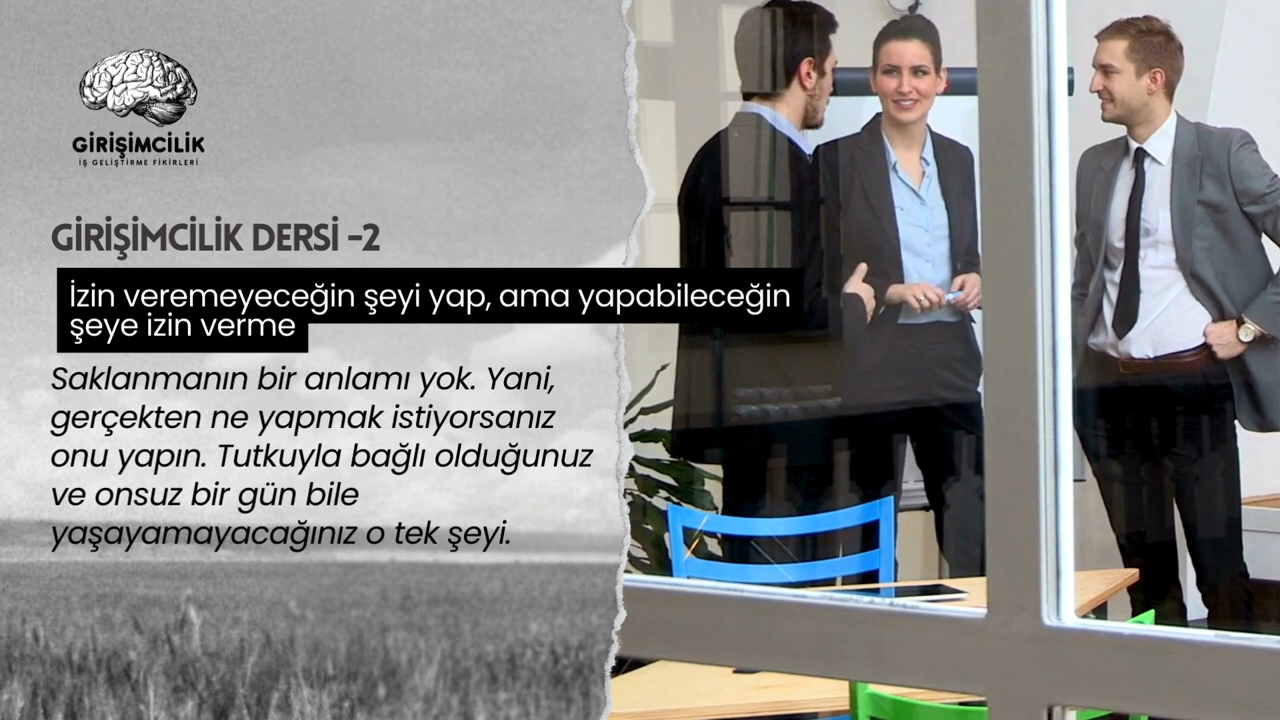 GİRİŞİMCİLİK
İŞ GELİŞTİRME FİKİRLERİ
GİRİŞİMCİLİK DERSİ -2
İzin veremeyeceğin şeyi yap, ama yapabileceğin
şeye izin verme
Saklanmanın bir anlamı yok. Yani,
gerçekten ne yapmak istiyorsanız
onu yapın. Tutkuyla bağlı olduğunuz
ve onsuz bir gün bile
yaşayamayacağınız o tek şeyi.